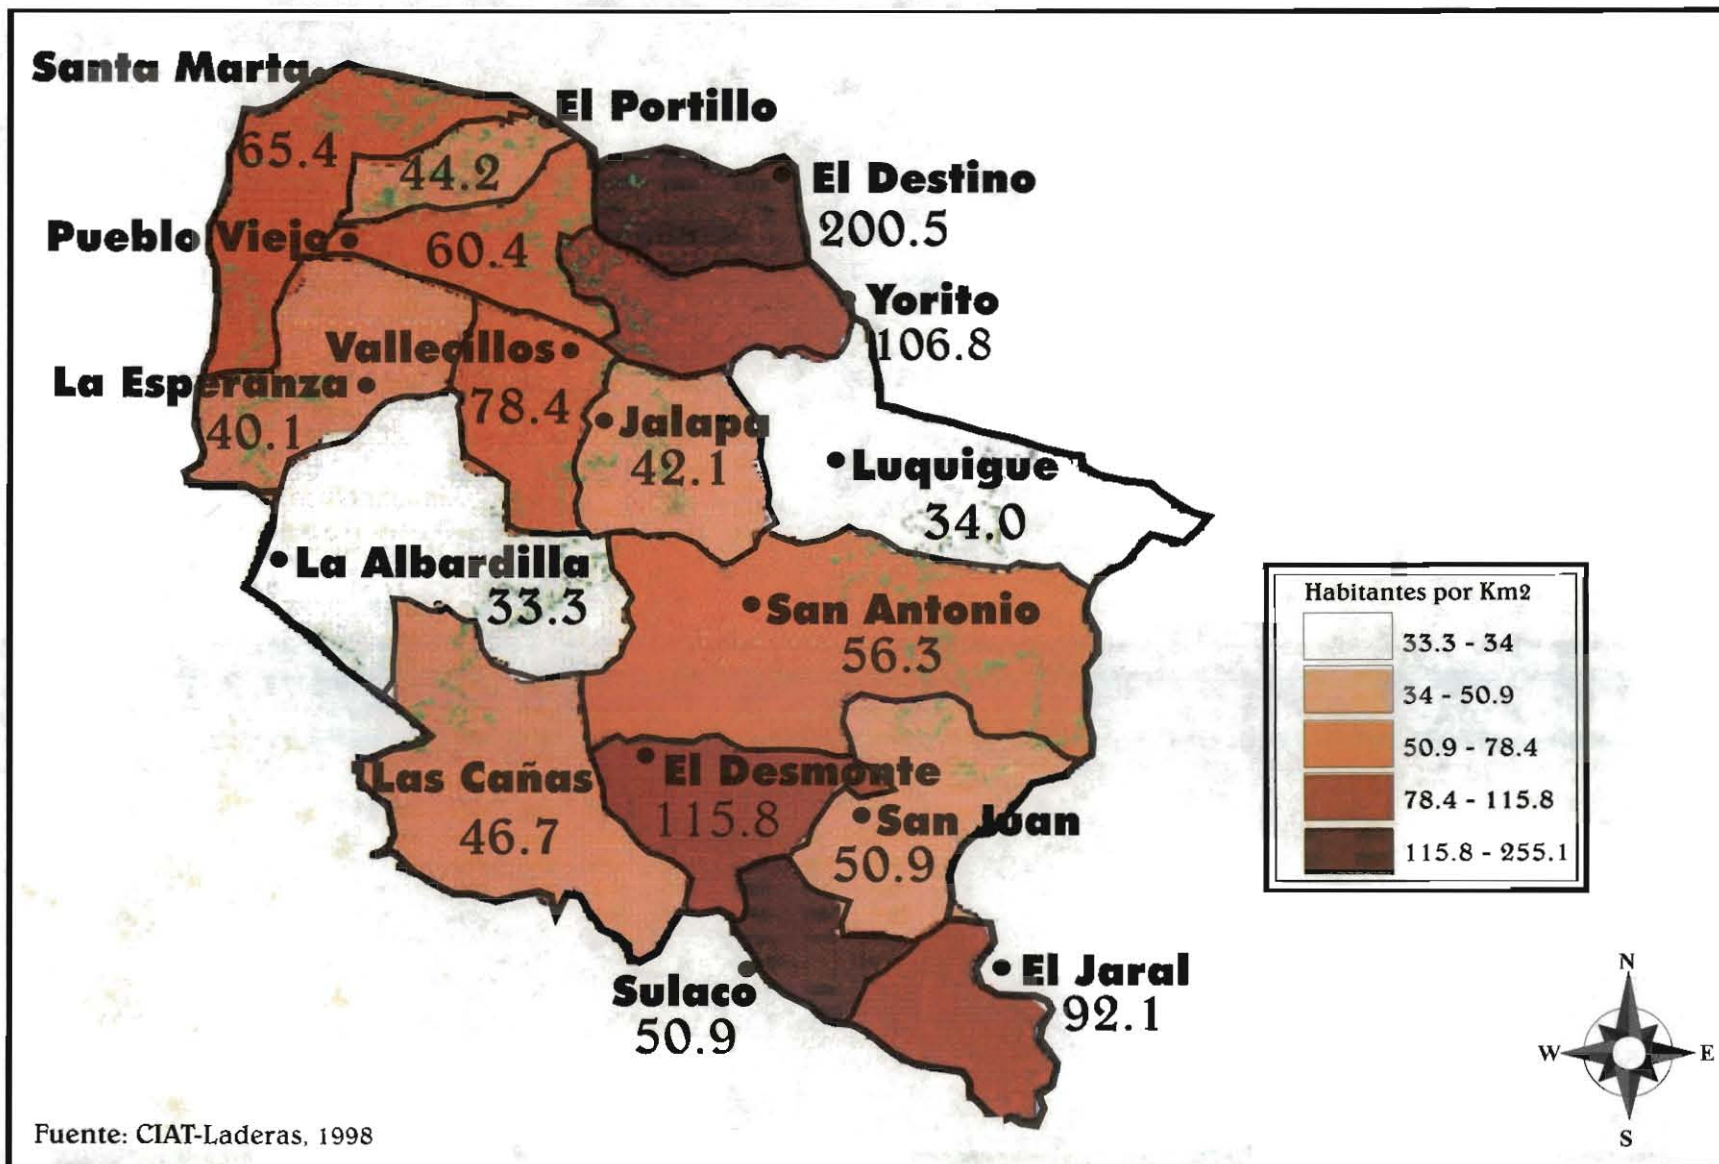 Santa Marta
El Portillo
65.4
44.2
El Destino
200.5
Pueblo Viejo
60.4
Yorito
106.8
Vallecillos
La Esperanza
78.4
40.1
Jalapa
42.1
Luquigue
34.0
La Albardilla
33.3
San Antonio
56.3
Las Cañas
46.7
El Desmonte
115.8
San Juan
50.9
Sulaco
50.9
El Jaral
92.1
Habitantes por Km2
33.3 - 34
34 - 50.9
50.9 - 78.4
78.4 - 115.8
115.8 - 255.1
N
W
E
S
Fuente: CIAT-Laderas, 1998